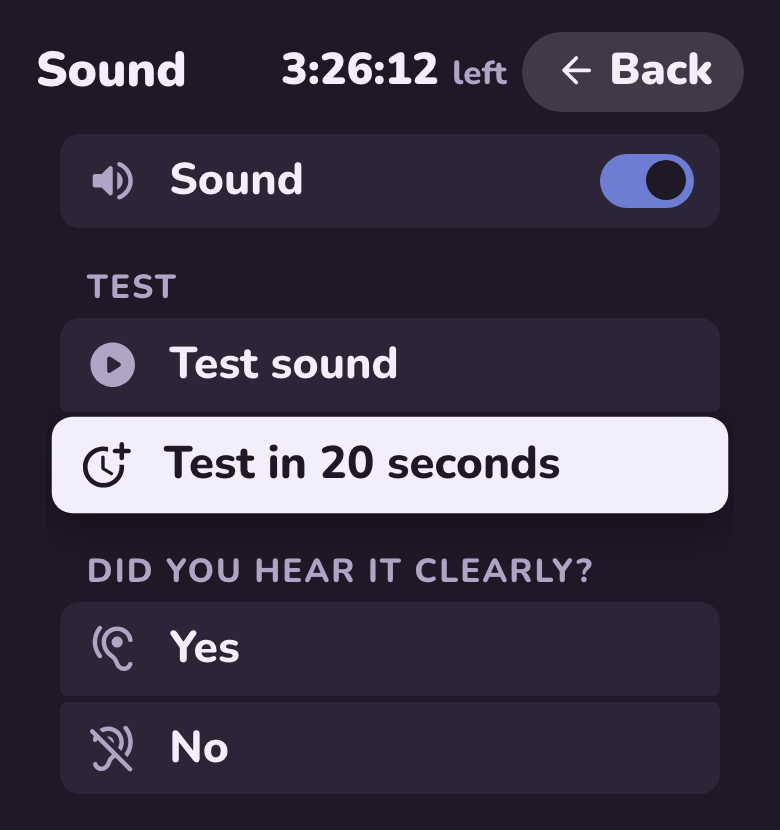 Sound
3:26:12 left
Back
Sound
TEST
Test sound
Test in 20 seconds
DID YOU HEAR IT CLEARLY?
Yes
No